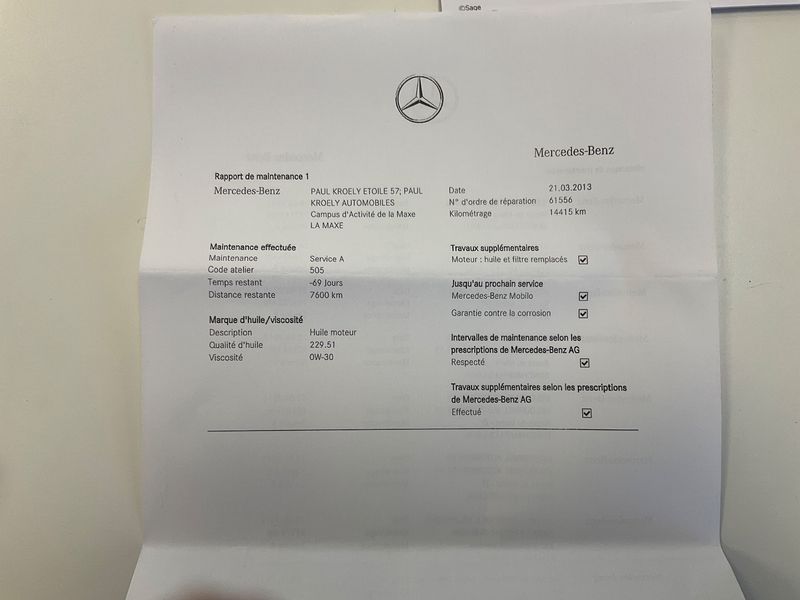 ©Sage
Mercedes-Benz
Rapport de maintenance 1
Mercedes-Benz
PAUL KROELY ETOILE 57; PAUL
KROELY AUTOMOBILES
Campus d'Activité de la Maxe
LA MAXE
Date 21.03.2013
N° d'ordre de réparation 61556
Kilométrage 14415 km
Maintenance effectuée
Maintenance Service A
Code atelier 505
Temps restant -69 Jours
Distance restante 7600 km
Marque d'huile/viscosité
Description Huile moteur
Qualité d'huile 229.51
Viscosité 0W-30
Travaux supplémentaires
Moteur : huile et filtre remplacés
Jusqu'au prochain service
Mercedes-Benz Mobilo
Garantie contre la corrosion
Intervalles de maintenance selon les
prescriptions de Mercedes-Benz AG
Respecté
Travaux supplémentaires selon les prescriptions
de Mercedes-Benz AG
Effectué